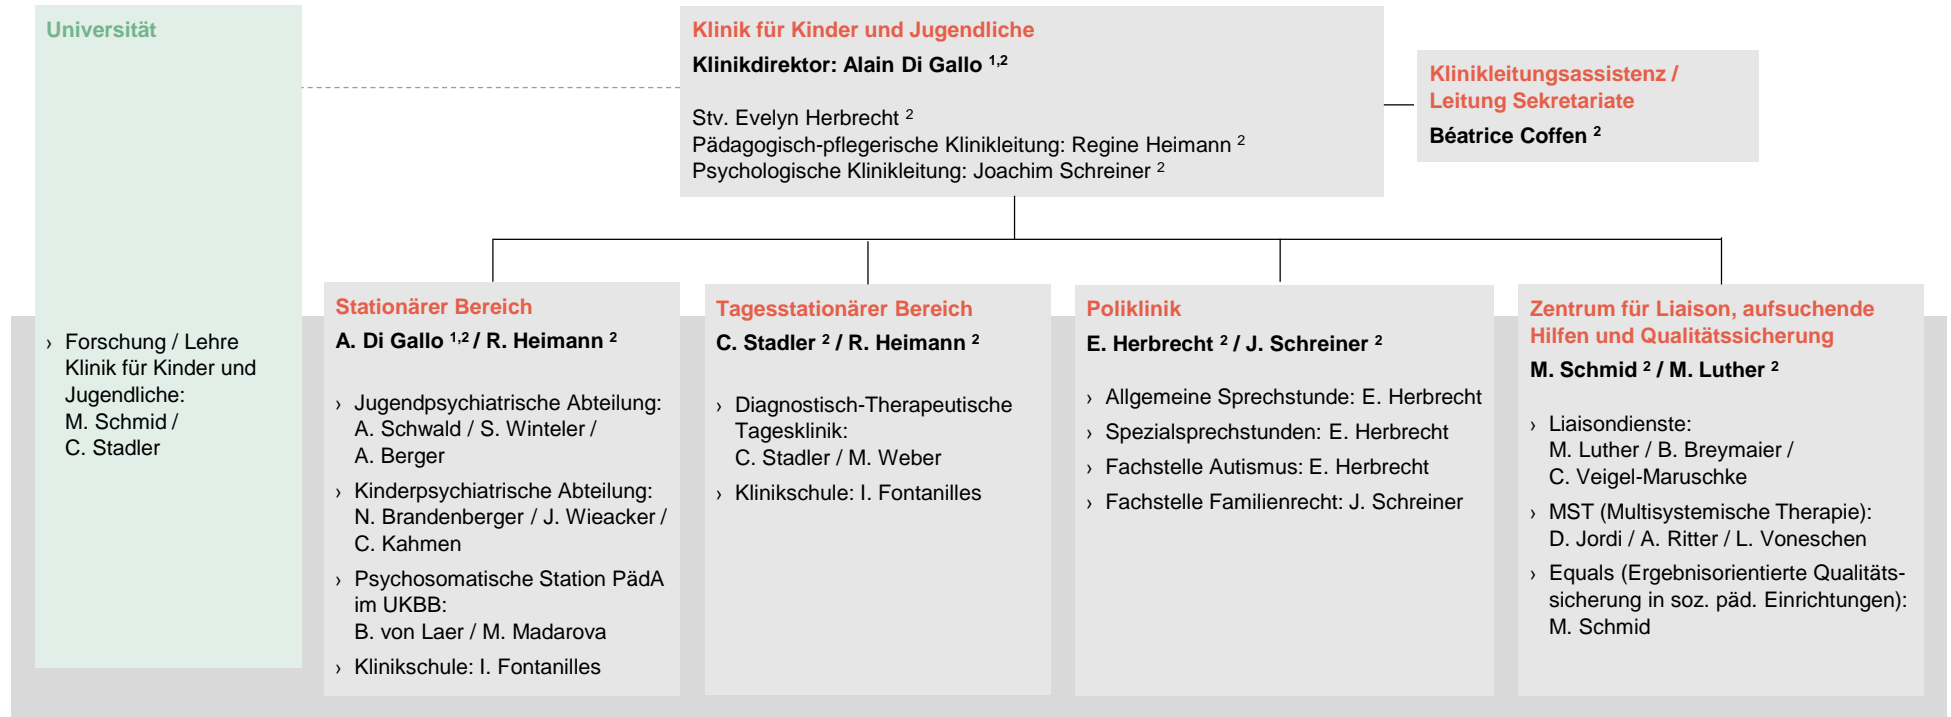 Universität
› Forschung / Lehre
Klinik für Kinder und
Jugendliche:
M. Schmid /
C. Stadler
Klinik für Kinder und Jugendliche
Klinikdirektor: Alain Di Gallo 1,2
Stv. Evelyn Herbrecht 2
Pädagogisch-pflegerische Klinikleitung: Regine Heimann 2
Psychologische Klinikleitung: Joachim Schreiner 2
Klinikleitungsassistenz /
Leitung Sekretariate
Béatrice Coffen 2
Stationärer Bereich
A. Di Gallo 1,2 / R. Heimann 2
› Jugendpsychiatrische Abteilung:
A. Schwald / S. Winteler /
A. Berger
› Kinderpsychiatrische Abteilung:
N. Brandenberger / J. Wieacker /
C. Kahmen
› Psychosomatische Station PädA
im UKBB:
B. von Laer / M. Madarova
› Klinikschule: I. Fontanilles
Tagesstationärer Bereich
C. Stadler 2 / R. Heimann 2
› Diagnostisch-Therapeutische
Tagesklinik:
C. Stadler / M. Weber
› Klinikschule: I. Fontanilles
Poliklinik
E. Herbrecht 2 / J. Schreiner 2
› Allgemeine Sprechstunde: E. Herbrecht
› Spezialsprechstunden: E. Herbrecht
› Fachstelle Autismus: E. Herbrecht
› Fachstelle Familienrecht: J. Schreiner
Zentrum für Liaison, aufsuchende
Hilfen und Qualitätssicherung
M. Schmid 2 / M. Luther 2
› Liaisondienste:
M. Luther / B. Breymaier /
C. Veigel-Maruschke
› MST (Multisystemische Therapie):
D. Jordi / A. Ritter / L. Voneschen
› Equals (Ergebnisorientierte Qualitäts-
sicherung in soz. päd. Einrichtungen):
M. Schmid